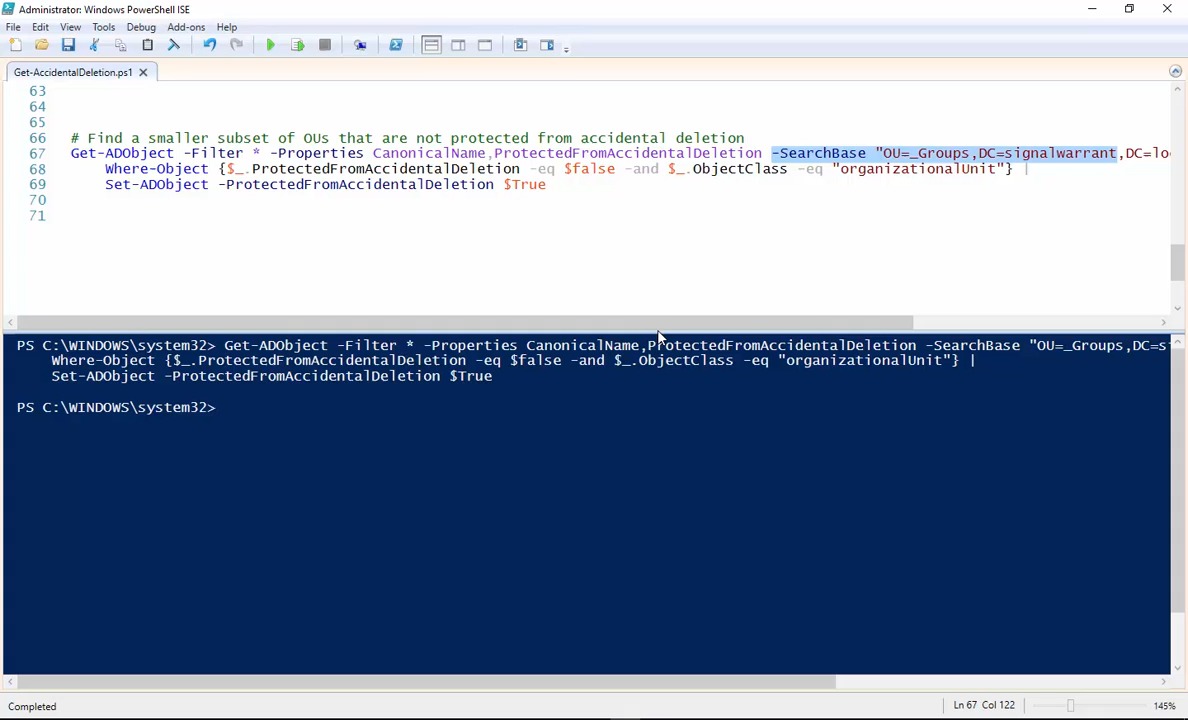 Administrator: Windows PowerShell ISE
File Edit View Tools Debug Add-ons Help
Get-AccidentalDeletion.ps1
63
64
65
66 # Find a smaller subset of OUs that are not protected from accidental deletion
67 Get-ADObject -Filter * -Properties CanonicalName,ProtectedFromAccidentalDeletion -SearchBase "OU=_Groups,DC=signalwarrant,DC=lo
68 Where-Object {$_.ProtectedFromAccidentalDeletion -eq $false -and $_.ObjectClass -eq "organizationalUnit"} |
69 Set-ADObject -ProtectedFromAccidentalDeletion $True
70
71
PS C:\WINDOWS\system32> Get-ADObject -Filter * -Properties CanonicalName,ProtectedFromAccidentalDeletion -SearchBase "OU=_Groups,DC=s
Where-Object {$_.ProtectedFromAccidentalDeletion -eq $false -and $_.ObjectClass -eq "organizationalUnit"} |
Set-ADObject -ProtectedFromAccidentalDeletion $True
PS C:\WINDOWS\system32>
Completed Ln 67 Col 122 145%